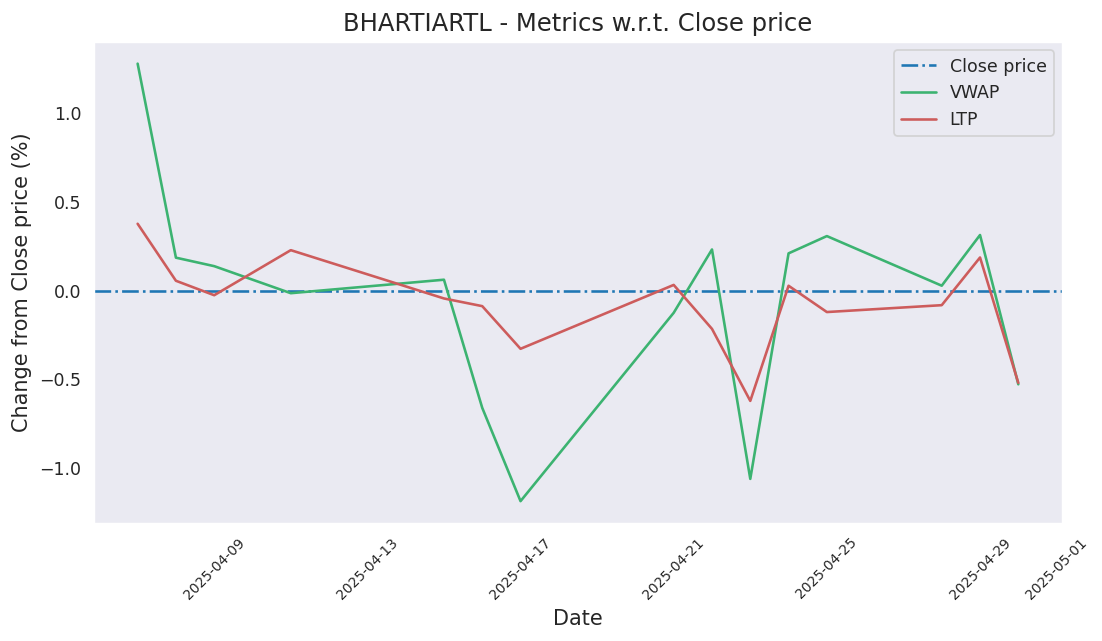 BHARTIARTL - Metrics w.r.t. Close price
Close price
VWAP
LTP
Change from Close price (%)
1.0
0.5
0.0
−0.5
−1.0
2025-04-09
2025-04-13
2025-04-17
2025-04-21
2025-04-25
2025-04-29
2025-05-01
Date